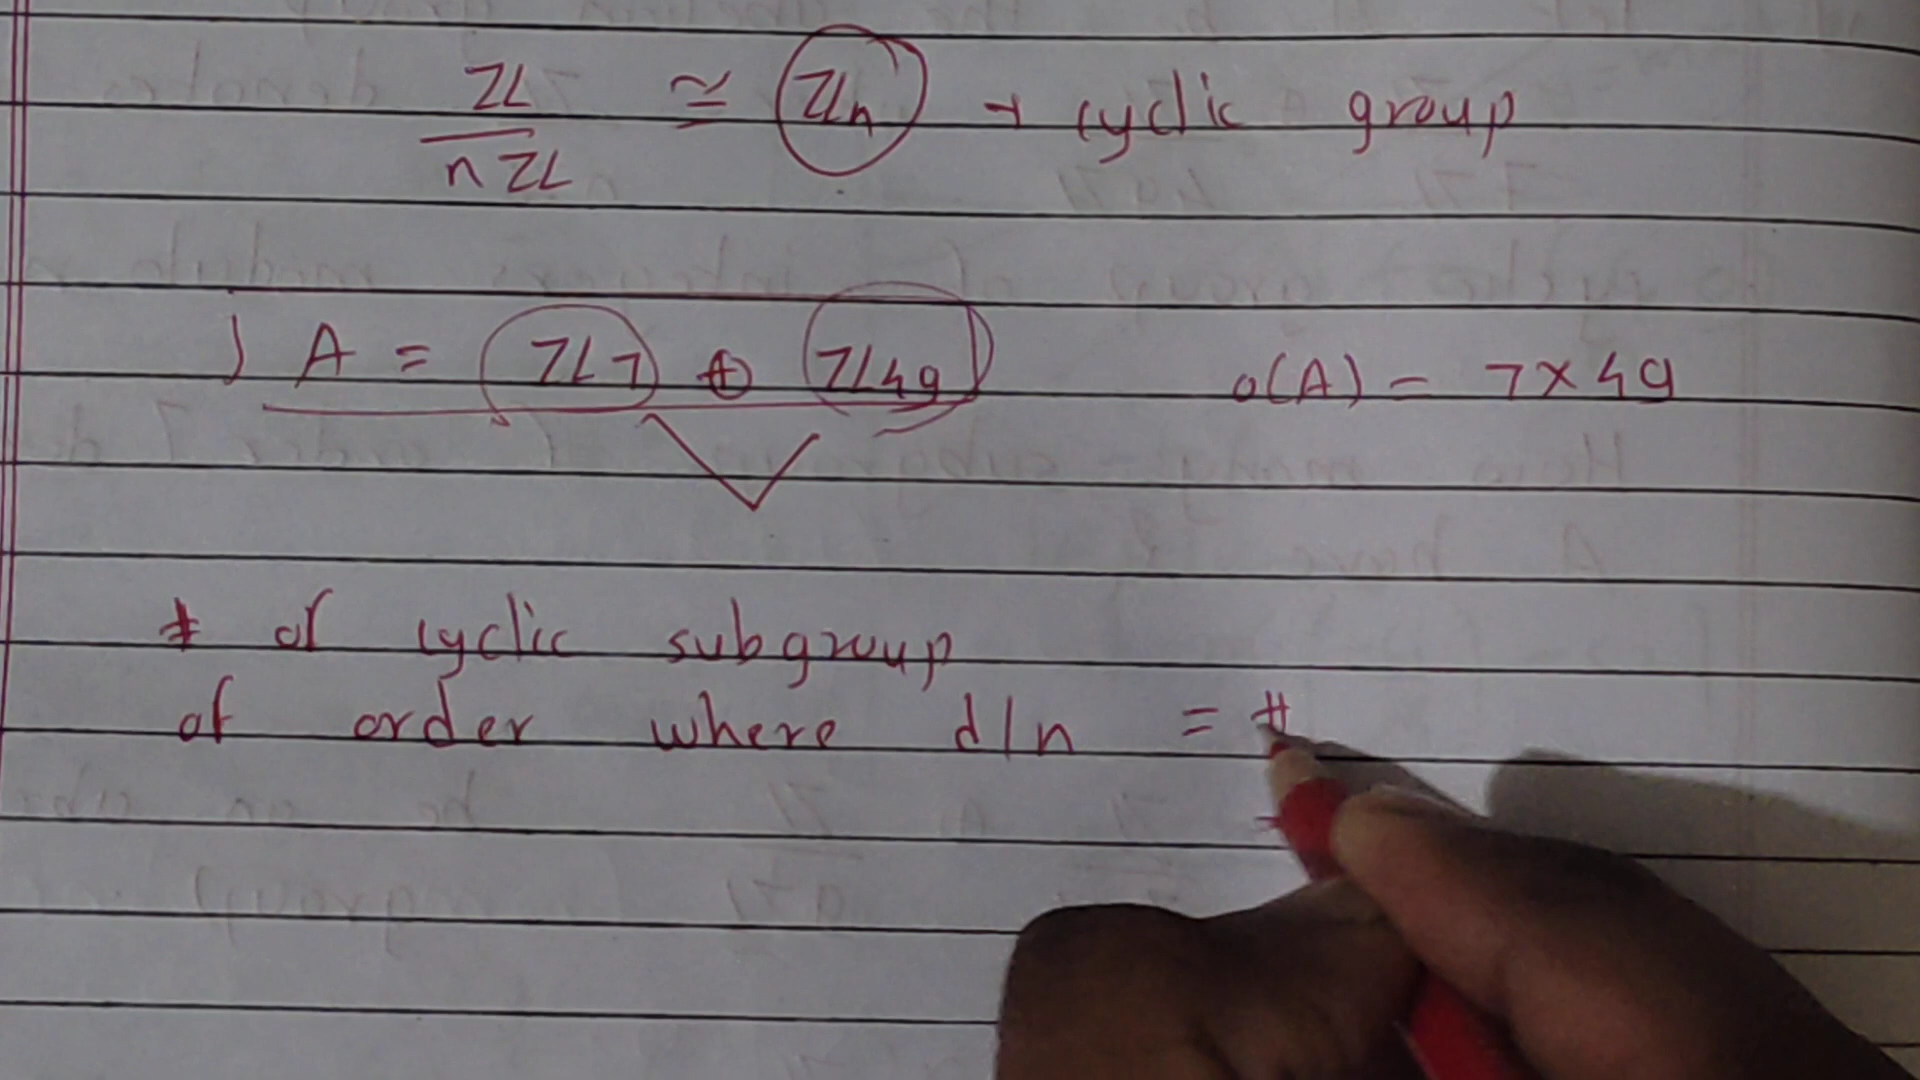 ℤ/nℤ ≃ ℤn → cyclic group
) A = ℤ7 ⊕ ℤ49 o(A) = 7×49
# of cyclic subgroup
of order where d/n = #